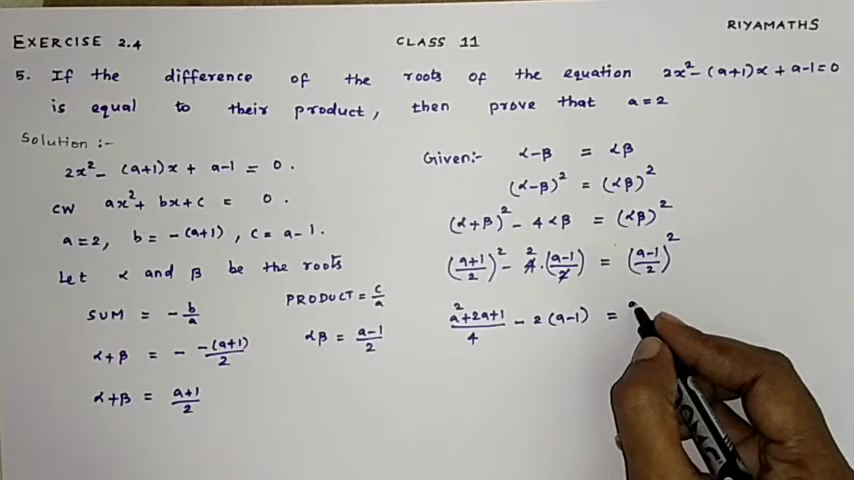 RIYAMATHS
EXERCISE 2.4 CLASS 11
5. If the difference of the roots of the equation 2x² - (a+1)x + a-1=0
is equal to their product, then prove that a=2
Solution :-
2x² - (a+1)x + a-1 = 0.
CW ax² + bx + c = 0.
a=2, b = -(a+1), c = a-1.
Let α and β be the roots
SUM = - b/a
α+β = - -(a+1)/2
α+β = a+1/2
PRODUCT = c/a
αβ = a-1/2
Given:- α-β = αβ
(α-β)² = (αβ)²
(α+β)² - 4αβ = (αβ)²
(a+1/2)² - 4̶ 2 · (a-1/2̶) = (a-1/2)²
a²+2a+1/4 - 2(a-1) = a
DOMS